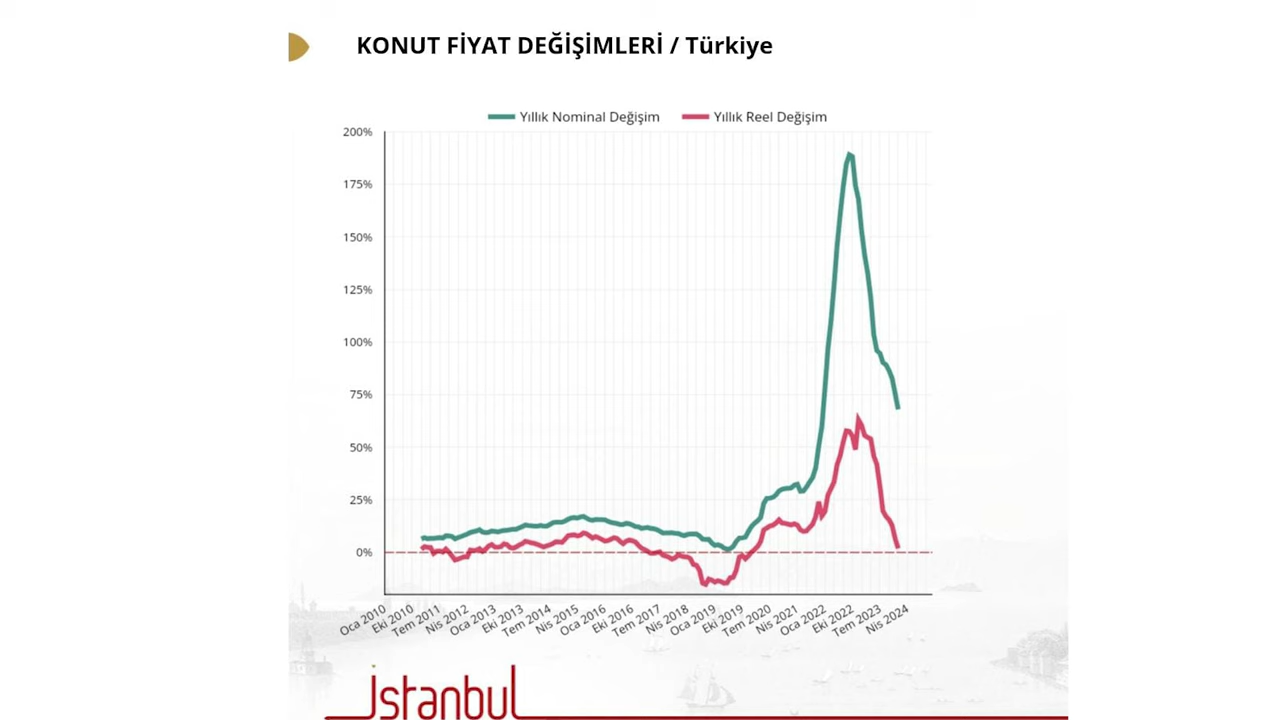 KONUT FİYAT DEĞİŞİMLERİ / Türkiye
Yıllık Nominal Değişim
Yıllık Reel Değişim
200%
175%
150%
125%
100%
75%
50%
25%
0%
Oca 2010
Eki 2010
Tem 2011
Nis 2012
Oca 2013
Eki 2013
Tem 2014
Nis 2015
Oca 2016
Eki 2016
Tem 2017
Nis 2018
Oca 2019
Eki 2019
Tem 2020
Nis 2021
Oca 2022
Eki 2022
Tem 2023
Nis 2024
İstanbul